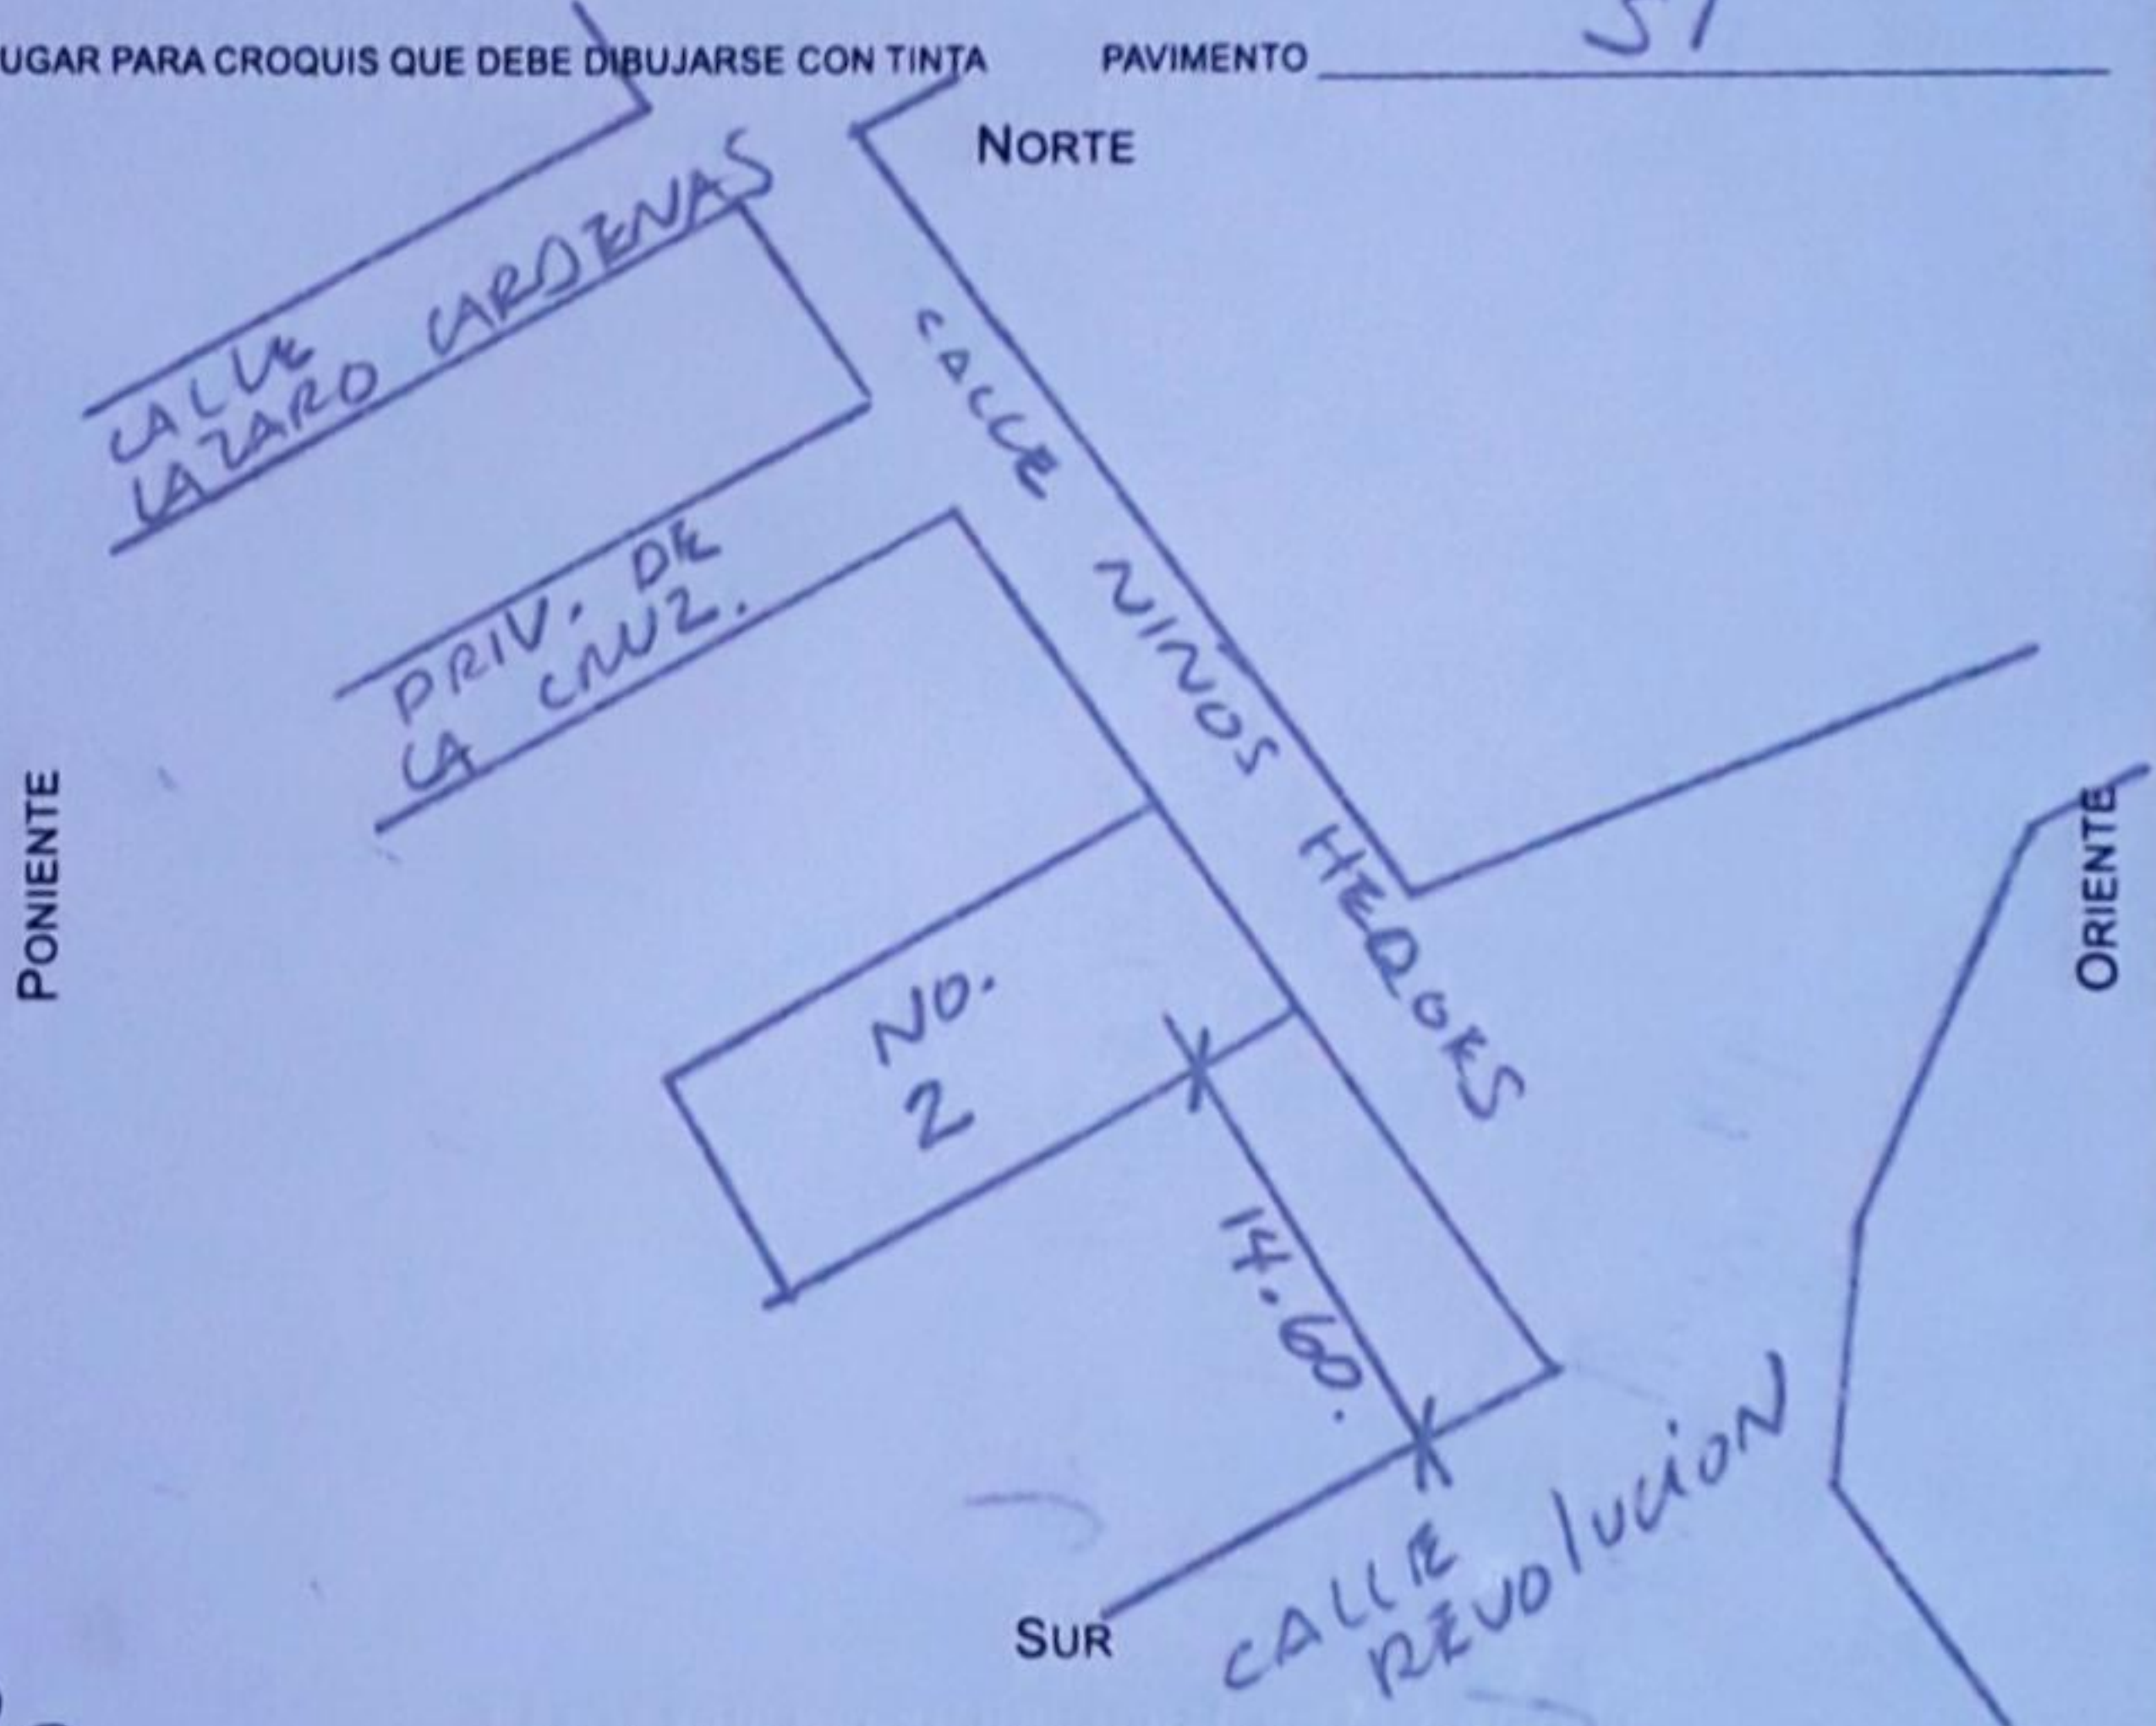 UGAR PARA CROQUIS QUE DEBE DIBUJARSE CON TINTA PAVIMENTO SI
NORTE
CALLE
LAZARO CARDENAS
CALLE NIÑOS HEROES
PRIV. DE
LA CRUZ.
PONIENTE
ORIENTE
NO.
2
14.60.
SUR
CALLE
REVOLUCION